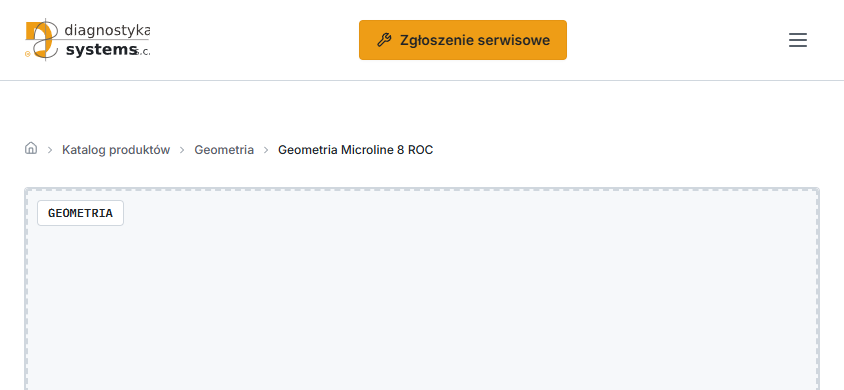 diagnostyka
systems s.c.
Zgłoszenie serwisowe
Katalog produktów > Geometria > Geometria Microline 8 ROC
GEOMETRIA